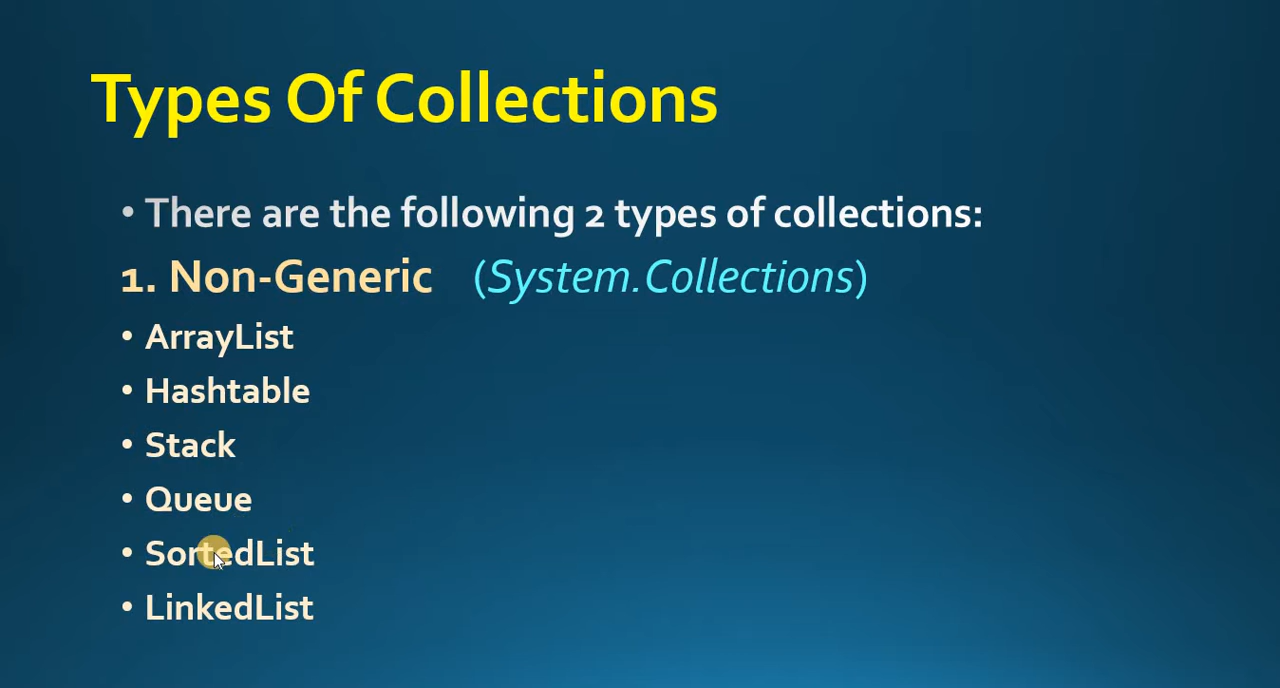 Types Of Collections
• There are the following 2 types of collections:
1. Non-Generic (System.Collections)
• ArrayList
• Hashtable
• Stack
• Queue
• SortedList
• LinkedList